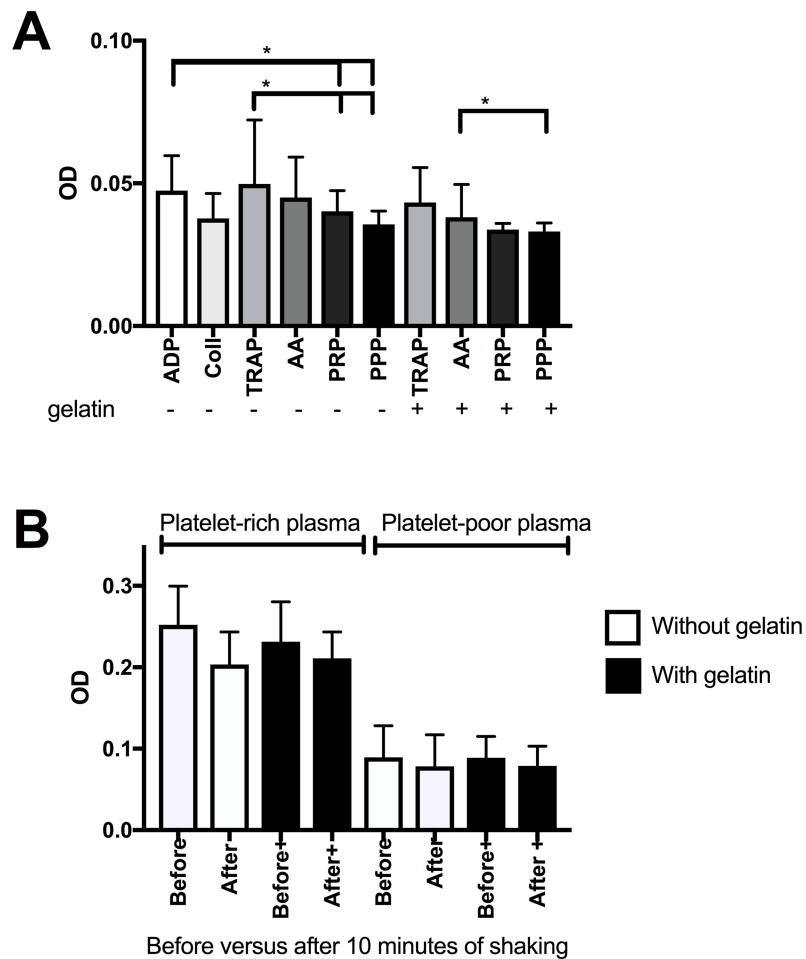 A
0.10
*
*
*
OD
0.05
0.00
ADP Coll TRAP AA PRP PPP TRAP AA PRP PPP
gelatin - - - - - - + + + +
B
Platelet-rich plasma Platelet-poor plasma
0.3
Without gelatin
0.2
With gelatin
OD
0.1
0.0
Before After Before+ After+ Before After Before+ After +
Before versus after 10 minutes of shaking